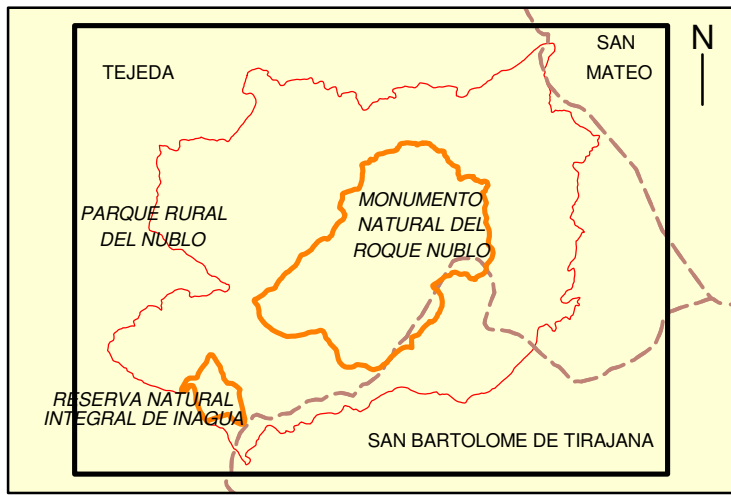 SAN
MATEO
N
TEJEDA
MONUMENTO
NATURAL DEL
ROQUE NUBLO
PARQUE RURAL
DEL NUBLO
RESERVA NATURAL
INTEGRAL DE INAGUA
SAN BARTOLOME DE TIRAJANA